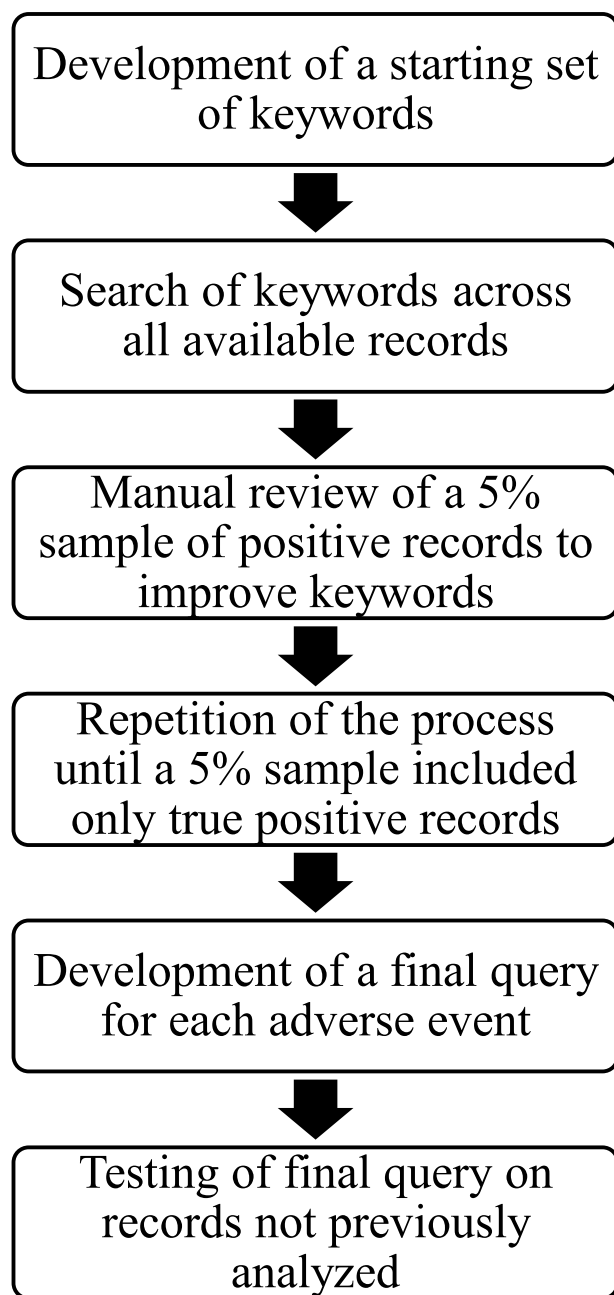 Development of a starting set
of keywords
Search of keywords across
all available records
Manual review of a 5%
sample of positive records to
improve keywords
Repetition of the process
until a 5% sample included
only true positive records
Development of a final query
for each adverse event
Testing of final query on
records not previously
analyzed